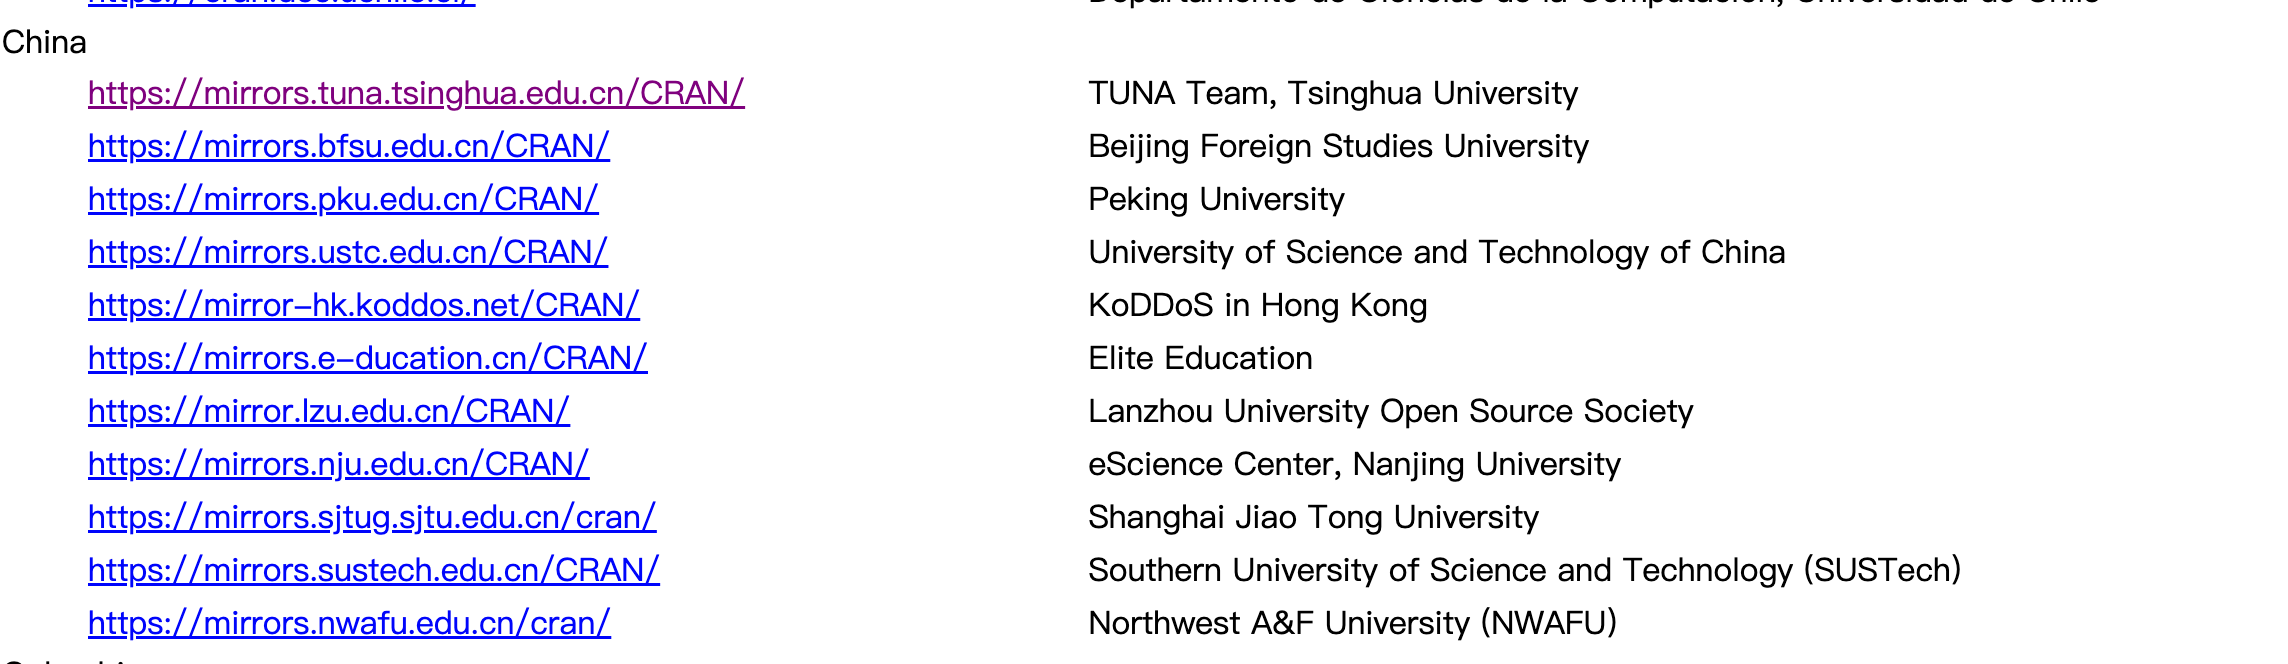 China
https://mirrors.tuna.tsinghua.edu.cn/CRAN/ TUNA Team, Tsinghua University
https://mirrors.bfsu.edu.cn/CRAN/ Beijing Foreign Studies University
https://mirrors.pku.edu.cn/CRAN/ Peking University
https://mirrors.ustc.edu.cn/CRAN/ University of Science and Technology of China
https://mirror-hk.koddos.net/CRAN/ KoDDoS in Hong Kong
https://mirrors.e-ducation.cn/CRAN/ Elite Education
https://mirror.lzu.edu.cn/CRAN/ Lanzhou University Open Source Society
https://mirrors.nju.edu.cn/CRAN/ eScience Center, Nanjing University
https://mirrors.sjtug.sjtu.edu.cn/cran/ Shanghai Jiao Tong University
https://mirrors.sustech.edu.cn/CRAN/ Southern University of Science and Technology (SUSTech)
https://mirrors.nwafu.edu.cn/cran/ Northwest A&F University (NWAFU)